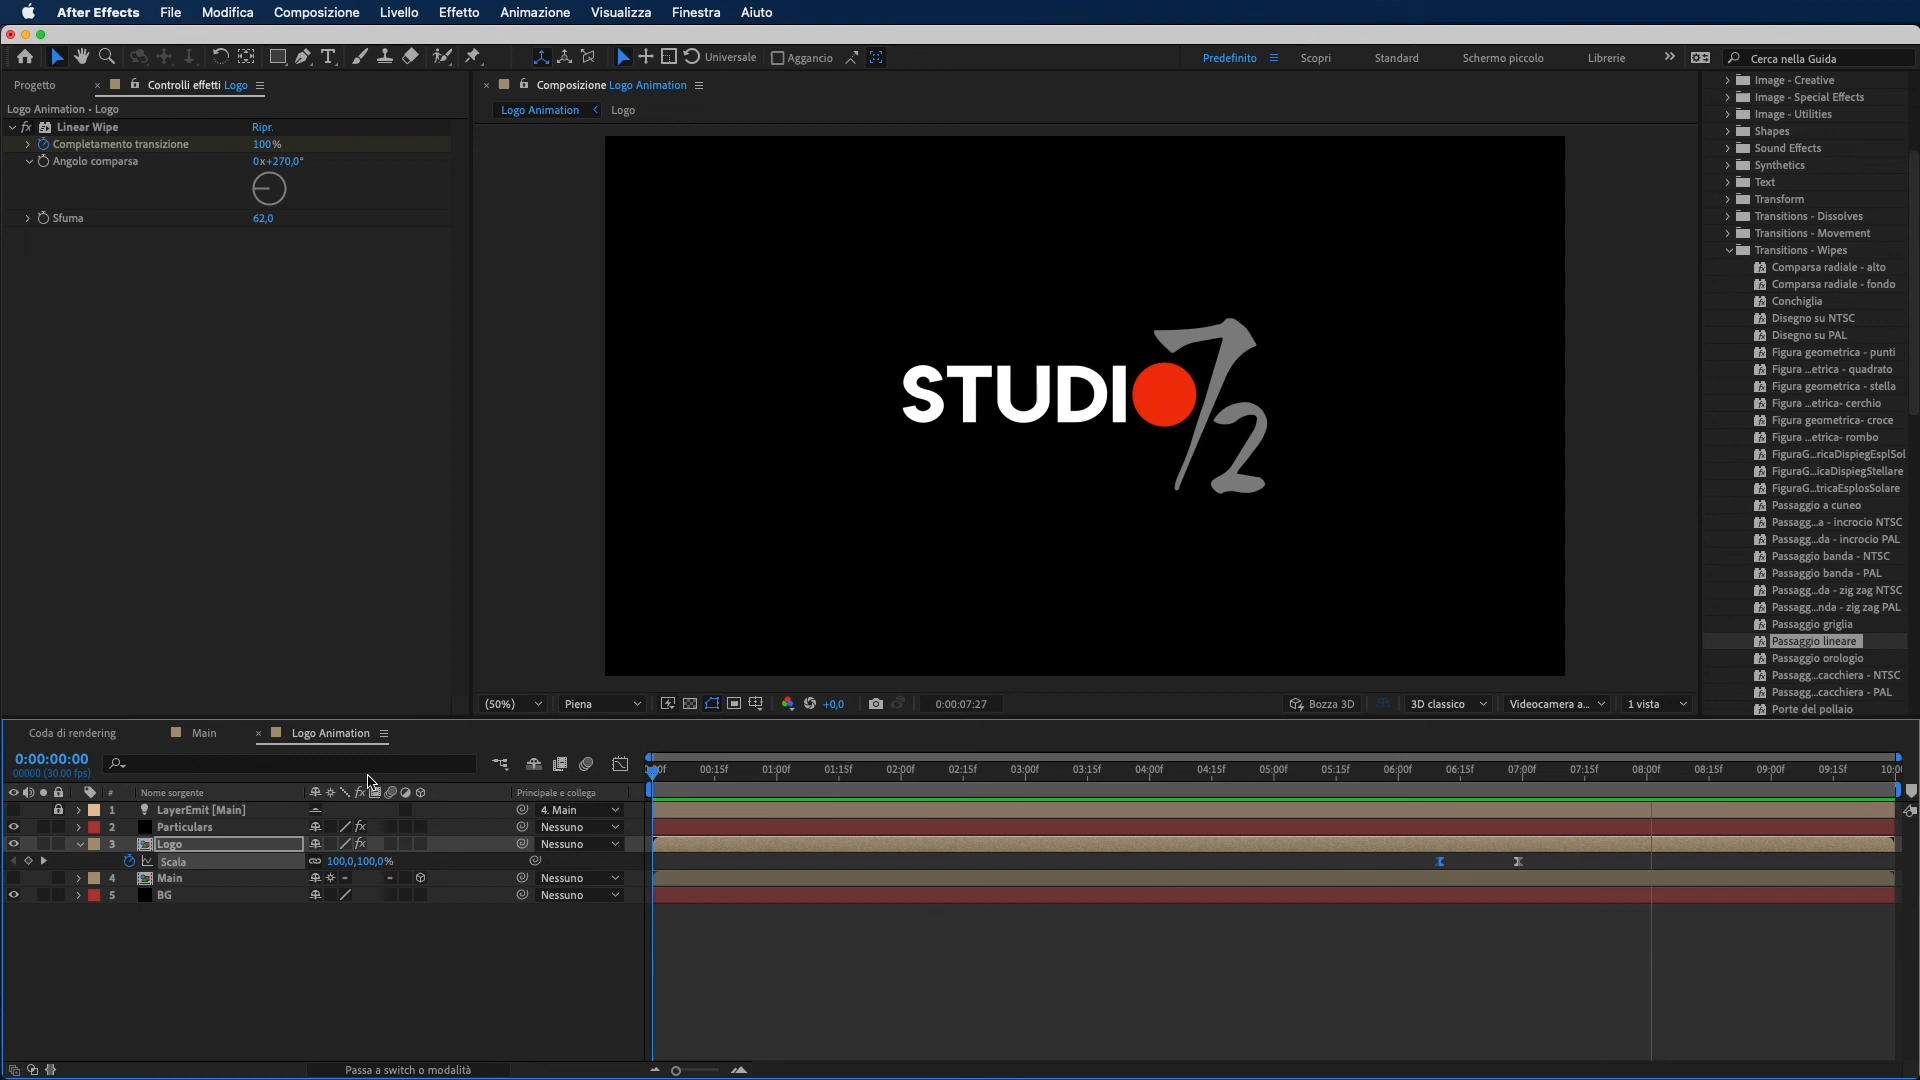 After Effects File Modifica Composizione Livello Effetto Animazione Visualizza Finestra Aiuto
Universale Aggancio Predefinito Scopri Standard Schermo piccolo Librerie Cerca nella Guida
Progetto Controlli effetti Logo
Logo Animation • Logo
fx Linear Wipe Ripr.
Completamento transizione 100%
Angolo comparsa 0x+270,0°
Sfuma 62,0
Composizione Logo Animation
Logo Animation Logo
STUDIO 72
(50%) Piena +0,0 0:00:07:27 Bozza 3D 3D classico Videocamera a... 1 vista
Image - Creative
Image - Special Effects
Image - Utilities
Shapes
Sound Effects
Synthetics
Text
Transform
Transitions - Dissolves
Transitions - Movement
Transitions - Wipes
Comparsa radiale - alto
Comparsa radiale - fondo
Conchiglia
Disegno su NTSC
Disegno su PAL
Figura geometrica - punti
Figura ...etrica - quadrato
Figura geometrica - stella
Figura ...etrica- cerchio
Figura geometrica- croce
Figura ...etrica- rombo
FiguraG...ricaDispiegEsplSol
FiguraG...icaDispiegStellare
FiguraG...tricaEsplosSolare
Passaggio a cuneo
Passagg...a - incrocio NTSC
Passagg...da - incrocio PAL
Passaggio banda - NTSC
Passaggio banda - PAL
Passagg...da - zig zag NTSC
Passagg...nda - zig zag PAL
Passaggio griglia
Passaggio lineare
Passaggio orologio
Passagg...cacchiera - NTSC
Passagg...cacchiera - PAL
Porte del pollaio
Coda di rendering Main Logo Animation
0:00:00:00
00000 (30.00 fps)
00:15f 01:00f 01:15f 02:00f 02:15f 03:00f 03:15f 04:00f 04:15f 05:00f 05:15f 06:00f 06:15f 07:00f 07:15f 08:00f 08:15f 09:00f 09:15f 10:0
# Nome sorgente fx Principale e collega
1 LayerEmit [Main] 4. Main
2 Particulars fx Nessuno
3 Logo fx Nessuno
Scala 100,0,100,0%
4 Main Nessuno
5 BG Nessuno
Passa a switch o modalità